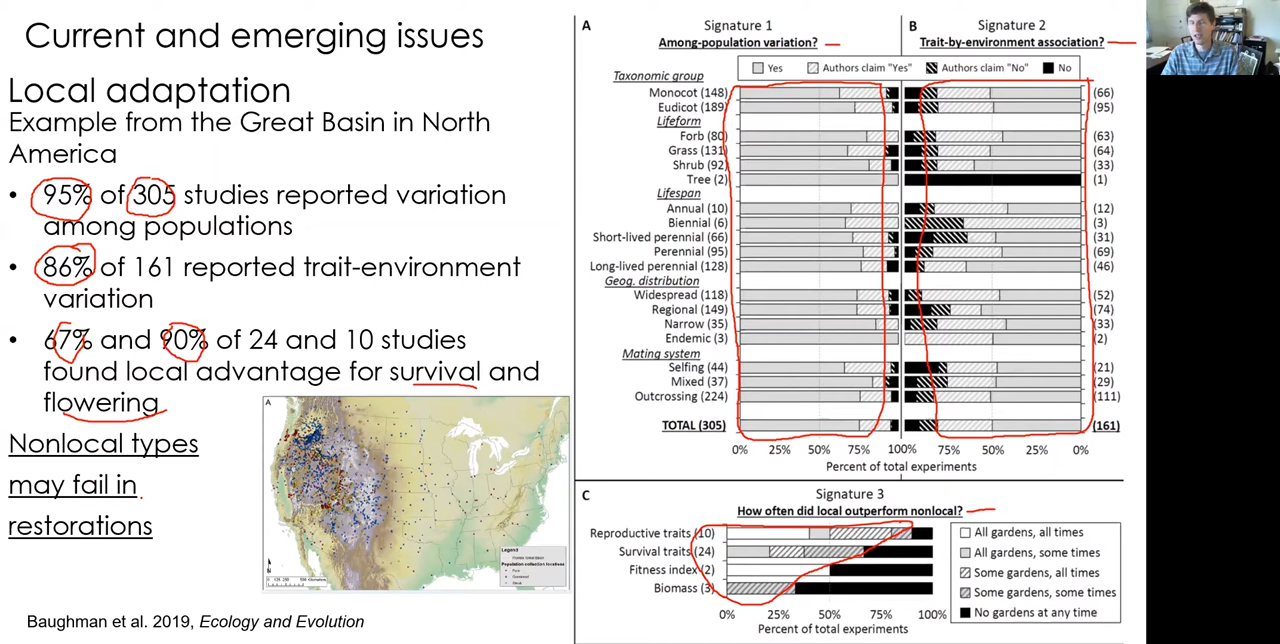 Current and emerging issues
Local adaptation
Example from the Great Basin in North
America
• 95% of 305 studies reported variation
among populations
• 86% of 161 reported trait-environment
variation
• 67% and 90% of 24 and 10 studies
found local advantage for survival and
flowering
Nonlocal types
may fail in
restorations
A
Legend
Population collection locations
Baughman et al. 2019, Ecology and Evolution
A Signature 1 B Signature 2
Among-population variation? Trait-by-environment association?
Yes Authors claim "Yes" Authors claim "No" No
Taxonomic group
Monocot (148) (66)
Eudicot (189) (95)
Lifeform
Forb (80) (63)
Grass (131) (64)
Shrub (92) (33)
Tree (2) (1)
Lifespan
Annual (10) (12)
Biennial (6) (3)
Short-lived perennial (66) (31)
Perennial (95) (69)
Long-lived perennial (128) (46)
Geog. distribution
Widespread (118) (52)
Regional (149) (74)
Narrow (35) (33)
Endemic (3) (2)
Mating system
Selfing (44) (21)
Mixed (37) (29)
Outcrossing (224) (111)
TOTAL (305) (161)
0% 25% 50% 75% 100% 75% 50% 25% 0%
Percent of total experiments
C Signature 3
How often did local outperform nonlocal?
Reproductive traits (10)
Survival traits (24)
Fitness index (2)
Biomass (3)
0% 25% 50% 75% 100%
Percent of total experiments
All gardens, all times
All gardens, some times
Some gardens, all times
Some gardens, some times
No gardens at any time